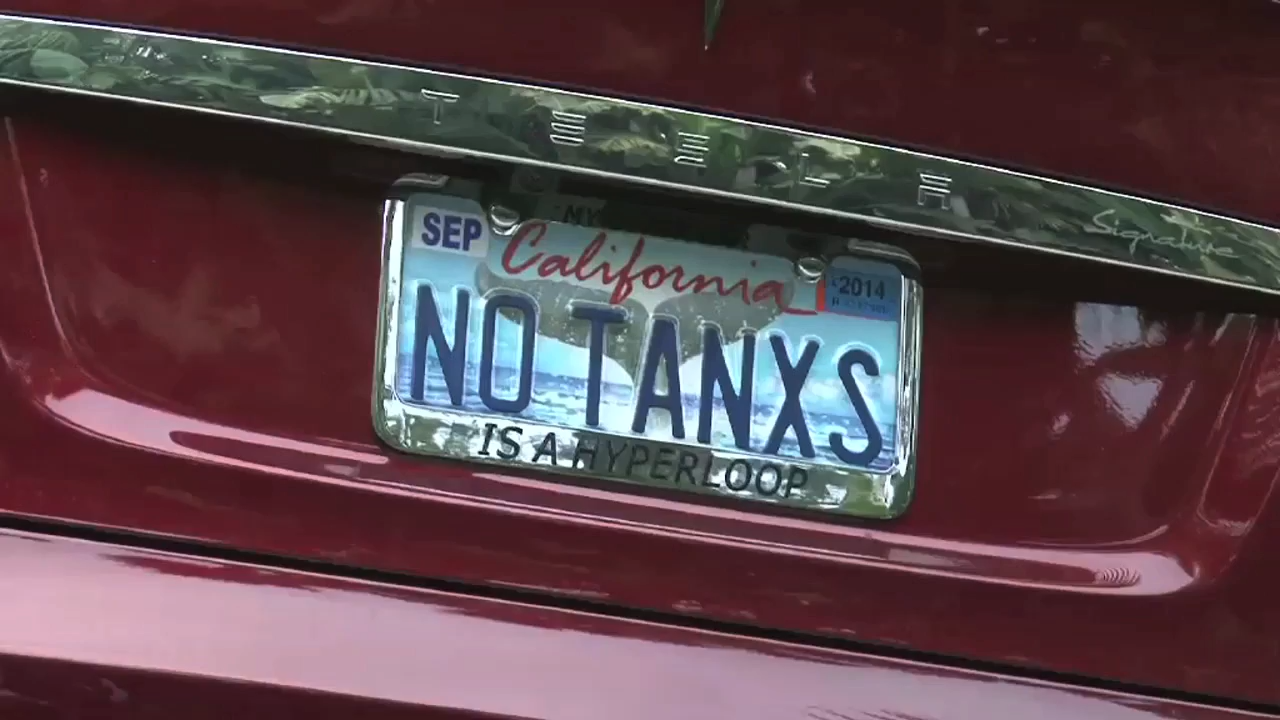 TESLA
Signature
SEP
California
2014
NO TANXS
IS A HYPERLOOP